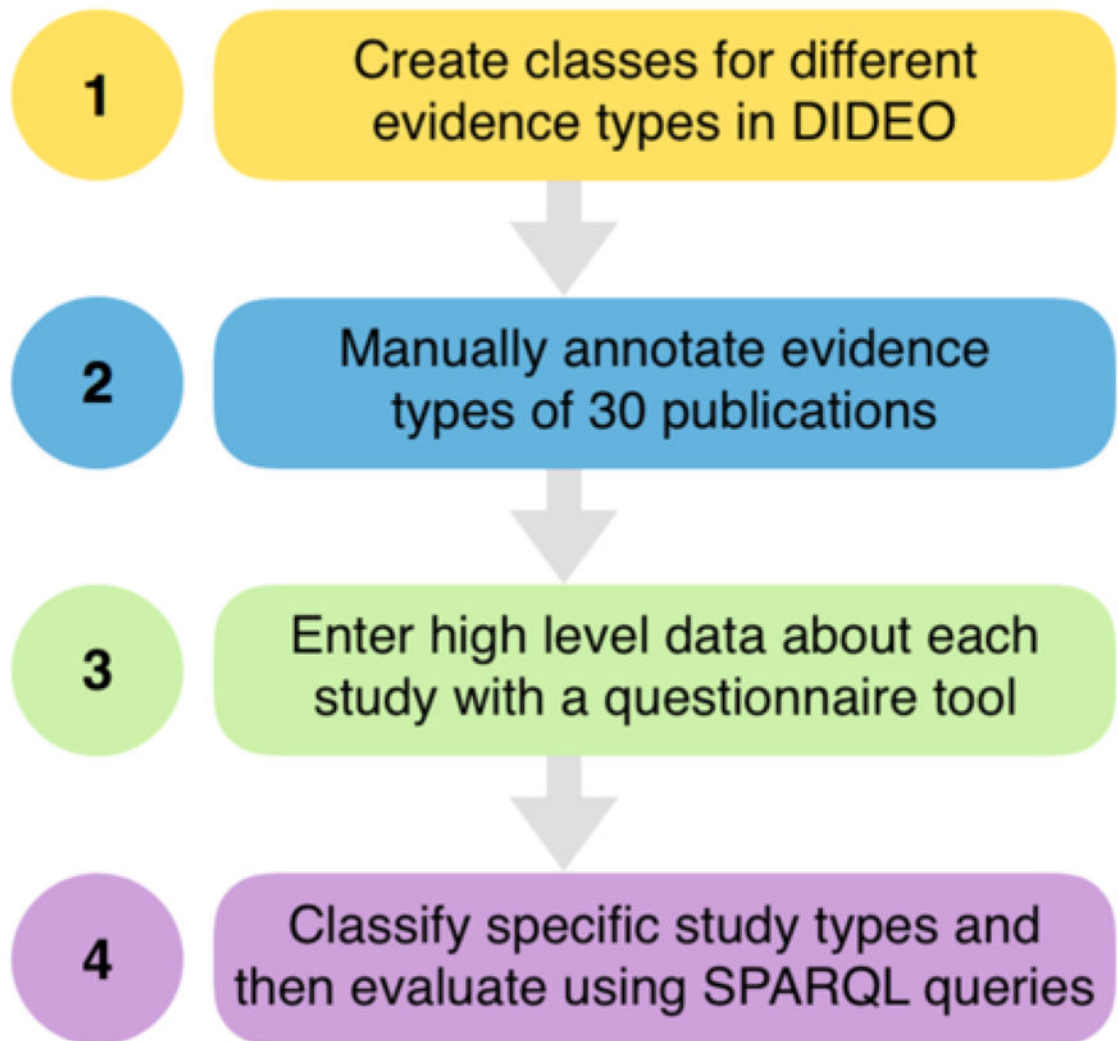 1
Create classes for different
evidence types in DIDEO
2
Manually annotate evidence
types of 30 publications
3
Enter high level data about each
study with a questionnaire tool
4
Classify specific study types and
then evaluate using SPARQL queries